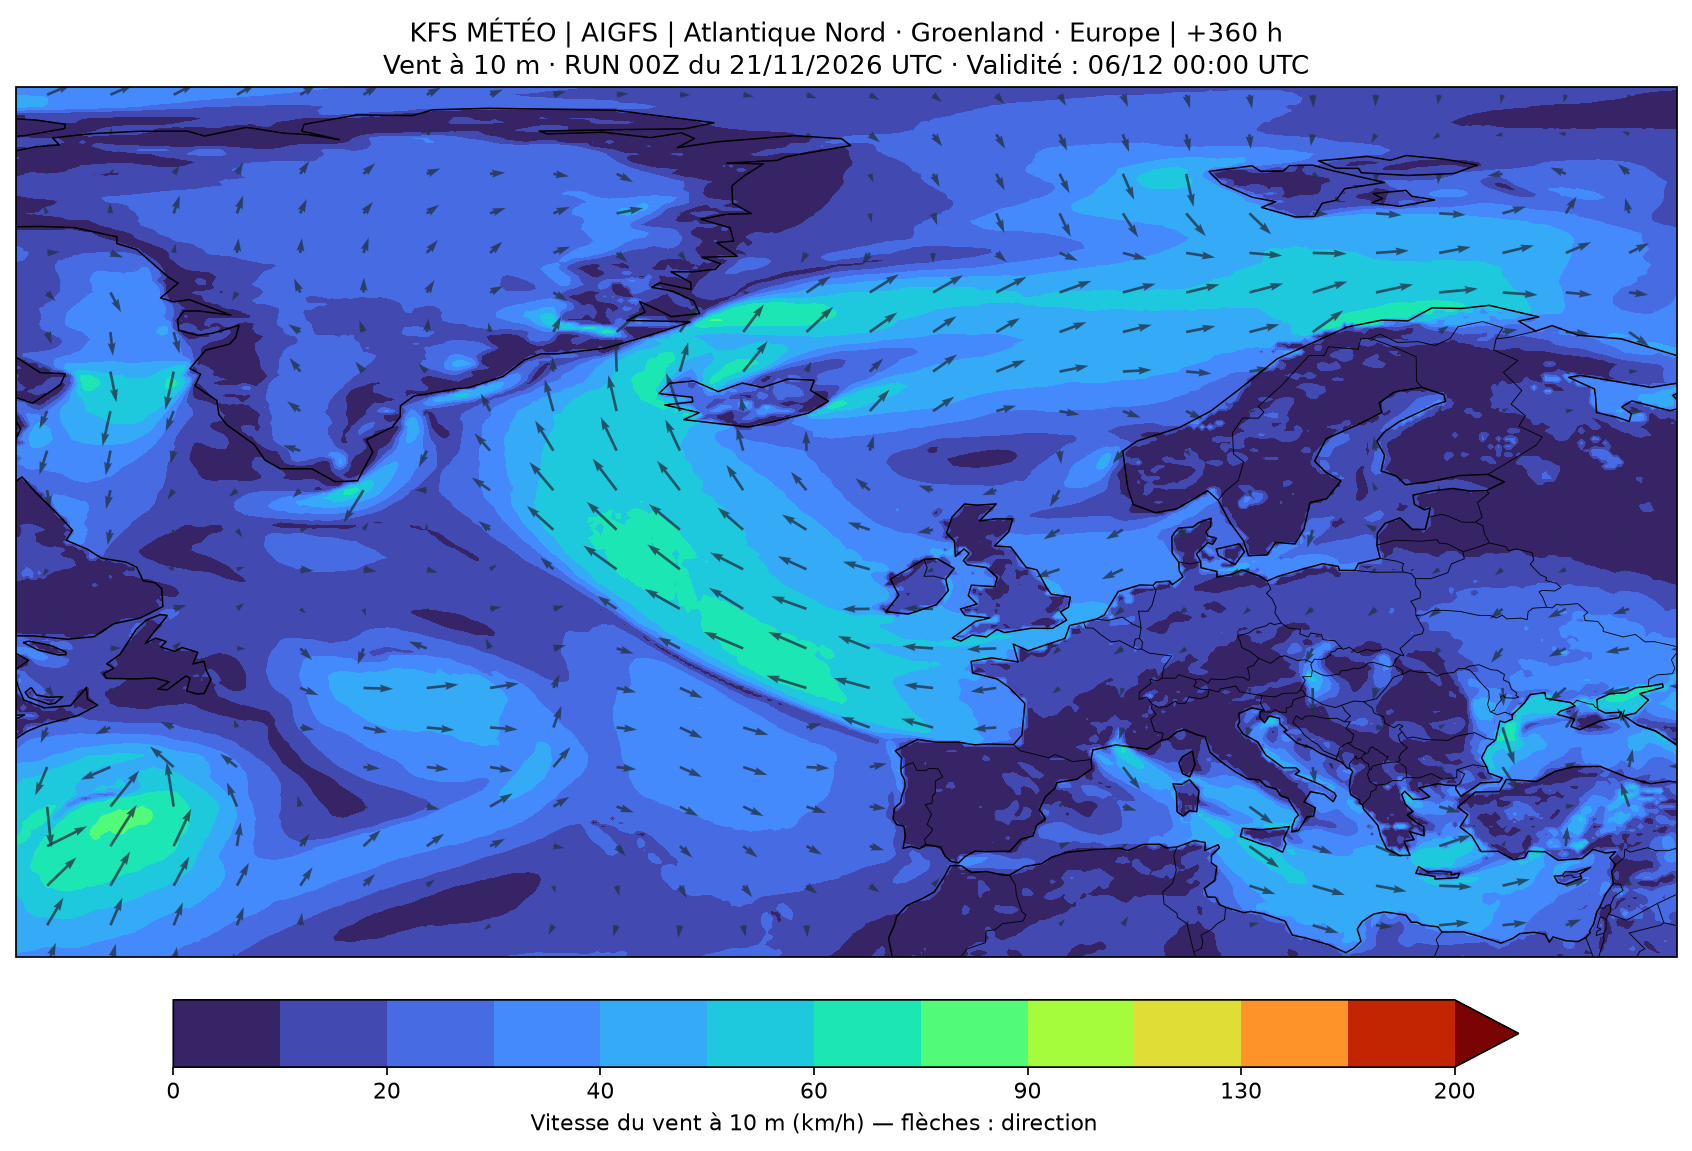 KFS MÉTÉO | AIGFS | Atlantique Nord · Groenland · Europe | +360 h
Vent à 10 m · RUN 00Z du 21/11/2026 UTC · Validité : 06/12 00:00 UTC
0 20 40 60 90 130 200
Vitesse du vent à 10 m (km/h) — flèches : direction